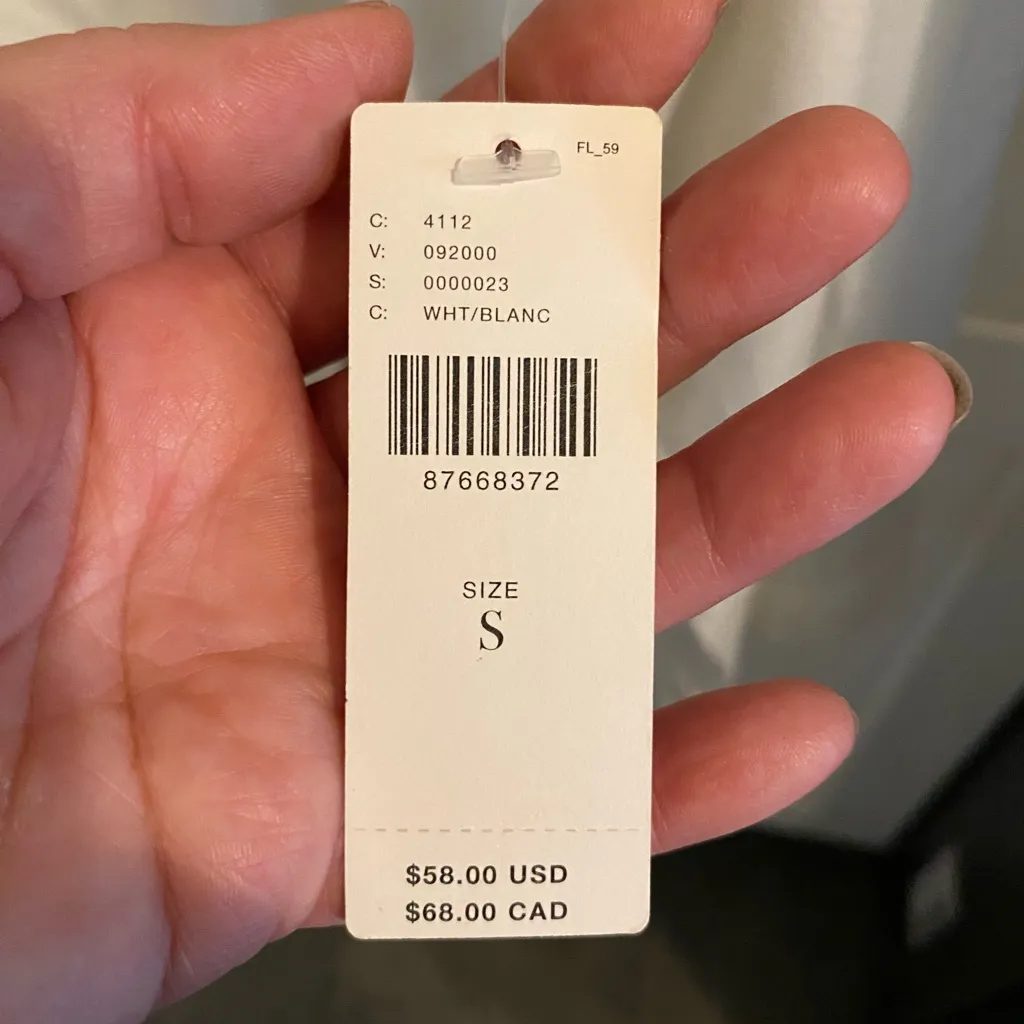 FL_59
C: 4112
V: 092000
S: 0000023
C: WHT/BLANC
87668372
SIZE
S
$58.00 USD
$68.00 CAD